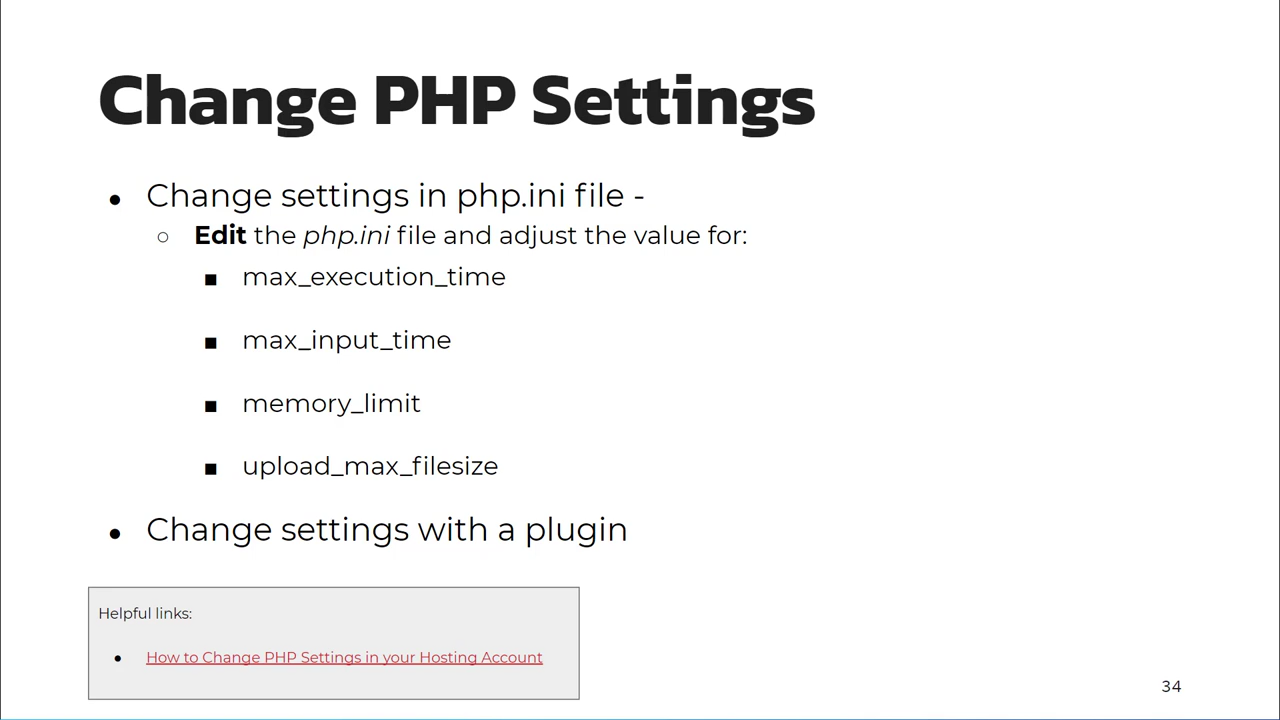 Change PHP Settings
● Change settings in php.ini file -
○ Edit the php.ini file and adjust the value for:
■ max_execution_time
■ max_input_time
■ memory_limit
■ upload_max_filesize
● Change settings with a plugin
Helpful links:
● How to Change PHP Settings in your Hosting Account
34